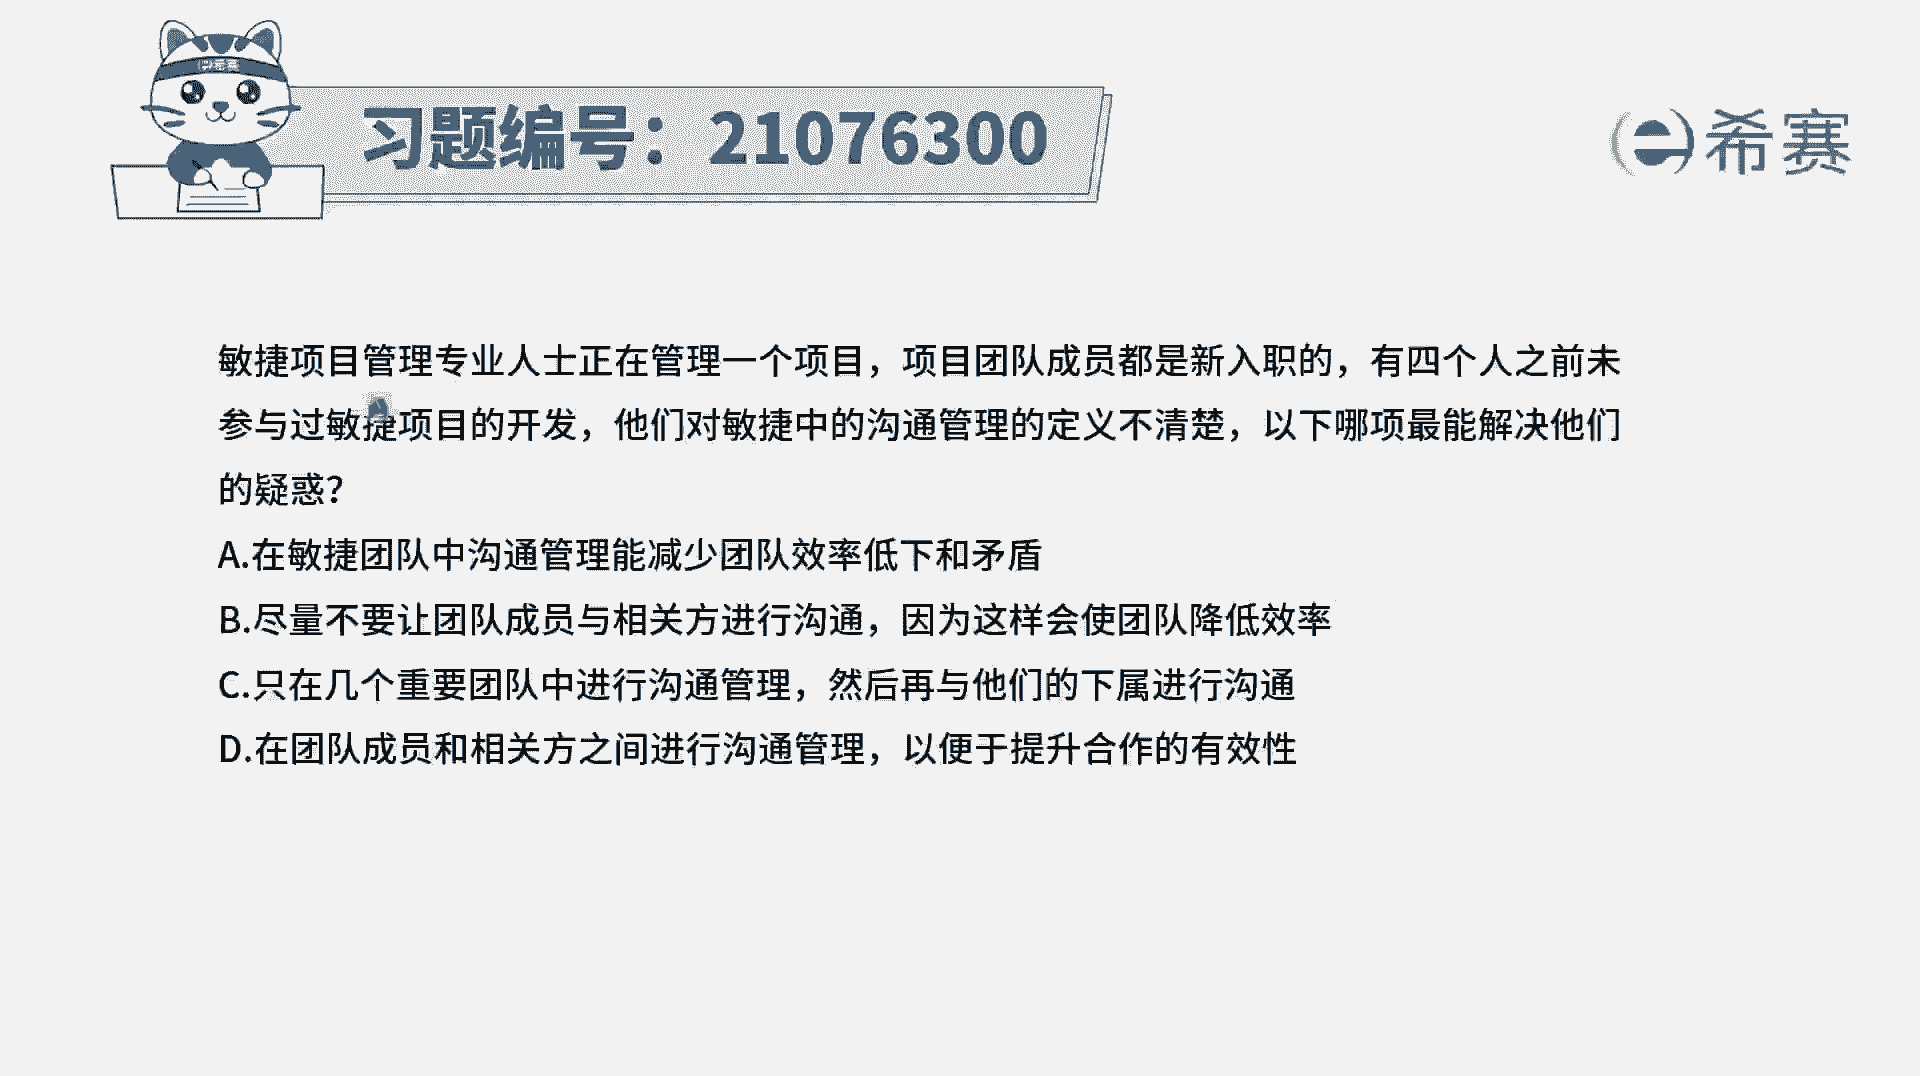 希赛
习题编号：21076300
希赛
敏捷项目管理专业人士正在管理一个项目，项目团队成员都是新入职的，有四个人之前未
参与过敏捷项目的开发，他们对敏捷中的沟通管理的定义不清楚，以下哪项最能解决他们
的疑惑？
A.在敏捷团队中沟通管理能减少团队效率低下和矛盾
B.尽量不要让团队成员与相关方进行沟通，因为这样会使团队降低效率
C.只在几个重要团队中进行沟通管理，然后再与他们的下属进行沟通
D.在团队成员和相关方之间进行沟通管理，以便于提升合作的有效性